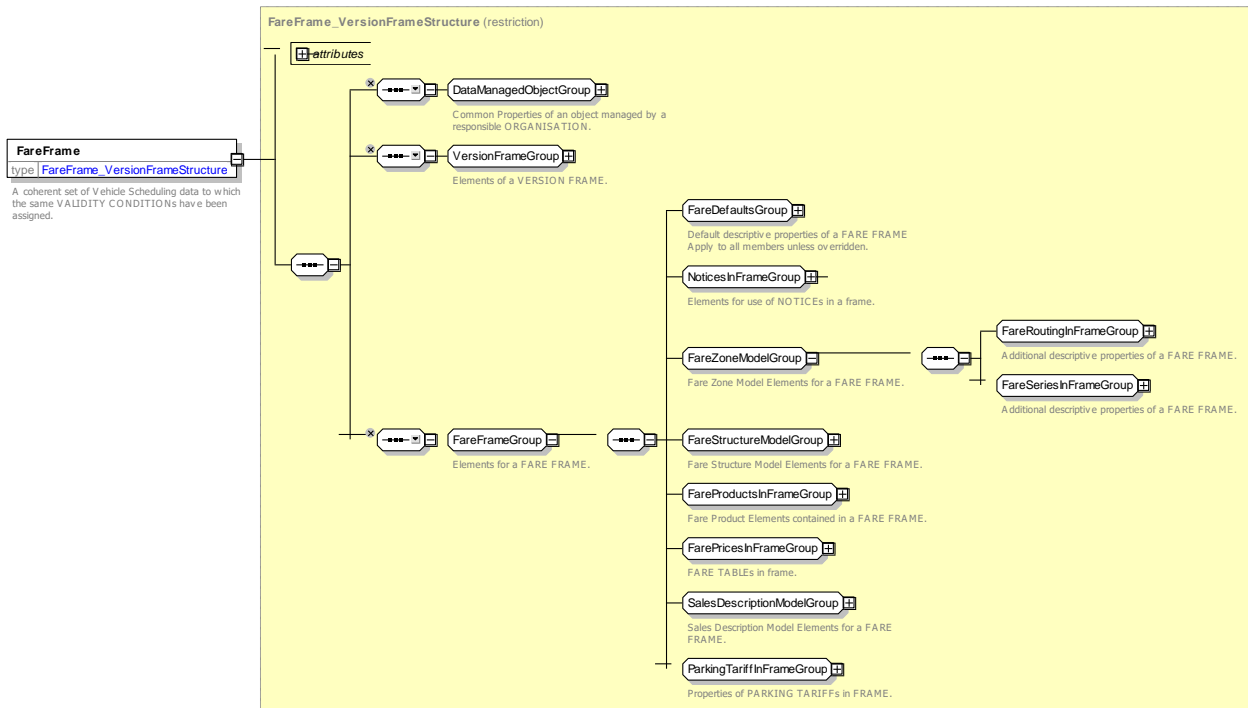 FareFrame_VersionFrameStructure (restriction)
attributes
DataManagedObjectGroup
Common Properties of an object managed by a
responsible ORGANISATION.
FareFrame
type FareFrame_VersionFrameStructure
A coherent set of Vehicle Scheduling data to which
the same VALIDITY CONDITIONs have been
assigned.
VersionFrameGroup
Elements of a VERSION FRAME.
FareDefaultsGroup
Default descriptive properties of a FARE FRAME
Apply to all members unless overridden.
NoticesInFrameGroup
Elements for use of NOTICEs in a frame.
FareZoneModelGroup
Fare Zone Model Elements for a FARE FRAME.
FareRoutingInFrameGroup
Additional descriptive properties of a FARE FRAME.
FareSeriesInFrameGroup
Additional descriptive properties of a FARE FRAME.
FareFrameGroup
Elements for a FARE FRAME.
FareStructureModelGroup
Fare Structure Model Elements for a FARE FRAME.
FareProductsInFrameGroup
Fare Product Elements contained in a FARE FRAME.
FarePricesInFrameGroup
FARE TABLEs in frame.
SalesDescriptionModelGroup
Sales Description Model Elements for a FARE
FRAME.
ParkingTariffInFrameGroup
Properties of PARKING TARIFFs in FRAME.